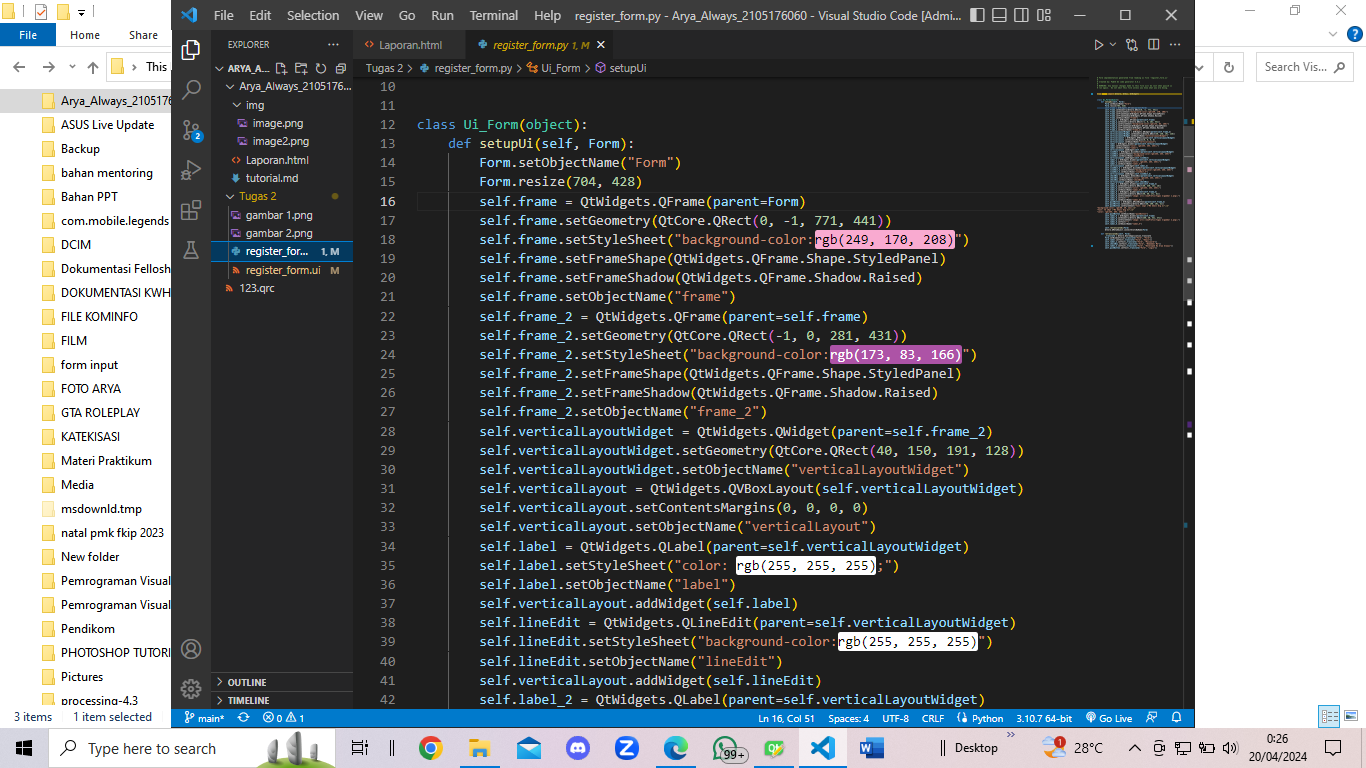 File Edit Selection View Go Run Terminal Help register_form.py - Arya_Always_2105176060 - Visual Studio Code [Admi...
File Home Share
This
Search Vis...
Arya_Always_210517
ASUS Live Update
Backup
bahan mentoring
Bahan PPT
com.mobile.legends
DCIM
Dokumentasi Fellosh
DOKUMENTASI KWH
FILE KOMINFO
FILM
form input
FOTO ARYA
GTA ROLEPLAY
KATEKISASI
Materi Praktikum
Media
msdownld.tmp
natal pmk fkip 2023
New folder
Pemrograman Visual
Pemrograman Visual
Pendikom
PHOTOSHOP TUTORI
Pictures
processing-4.3
3 items 1 item selected
EXPLORER ...
ARYA_A...
Arya_Always_2105176...
img
image.png
image2.png
Laporan.html
tutorial.md
Tugas 2
gambar 1.png
gambar 2.png
register_for... 1, M
register_form.ui M
123.qrc
OUTLINE
TIMELINE
2
Laporan.html register_form.py 1, M
Tugas 2 > register_form.py > Ui_Form > setupUi
10
11
12 class Ui_Form(object):
13 def setupUi(self, Form):
14 Form.setObjectName("Form")
15 Form.resize(704, 428)
16 self.frame = QtWidgets.QFrame(parent=Form)
17 self.frame.setGeometry(QtCore.QRect(0, -1, 771, 441))
18 self.frame.setStyleSheet("background-color:rgb(249, 170, 208)")
19 self.frame.setFrameShape(QtWidgets.QFrame.Shape.StyledPanel)
20 self.frame.setFrameShadow(QtWidgets.QFrame.Shadow.Raised)
21 self.frame.setObjectName("frame")
22 self.frame_2 = QtWidgets.QFrame(parent=self.frame)
23 self.frame_2.setGeometry(QtCore.QRect(-1, 0, 281, 431))
24 self.frame_2.setStyleSheet("background-color:rgb(173, 83, 166)")
25 self.frame_2.setFrameShape(QtWidgets.QFrame.Shape.StyledPanel)
26 self.frame_2.setFrameShadow(QtWidgets.QFrame.Shadow.Raised)
27 self.frame_2.setObjectName("frame_2")
28 self.verticalLayoutWidget = QtWidgets.QWidget(parent=self.frame_2)
29 self.verticalLayoutWidget.setGeometry(QtCore.QRect(40, 150, 191, 128))
30 self.verticalLayoutWidget.setObjectName("verticalLayoutWidget")
31 self.verticalLayout = QtWidgets.QVBoxLayout(self.verticalLayoutWidget)
32 self.verticalLayout.setContentsMargins(0, 0, 0, 0)
33 self.verticalLayout.setObjectName("verticalLayout")
34 self.label = QtWidgets.QLabel(parent=self.verticalLayoutWidget)
35 self.label.setStyleSheet("color: rgb(255, 255, 255);")
36 self.label.setObjectName("label")
37 self.verticalLayout.addWidget(self.label)
38 self.lineEdit = QtWidgets.QLineEdit(parent=self.verticalLayoutWidget)
39 self.lineEdit.setStyleSheet("background-color:rgb(255, 255, 255)")
40 self.lineEdit.setObjectName("lineEdit")
41 self.verticalLayout.addWidget(self.lineEdit)
42 self.label_2 = QtWidgets.QLabel(parent=self.verticalLayoutWidget)
main* 0 1 Ln 16, Col 51 Spaces: 4 UTF-8 CRLF Python 3.10.7 64-bit Go Live
Type here to search 99+ Desktop 1 28°C 0:26
20/04/2024